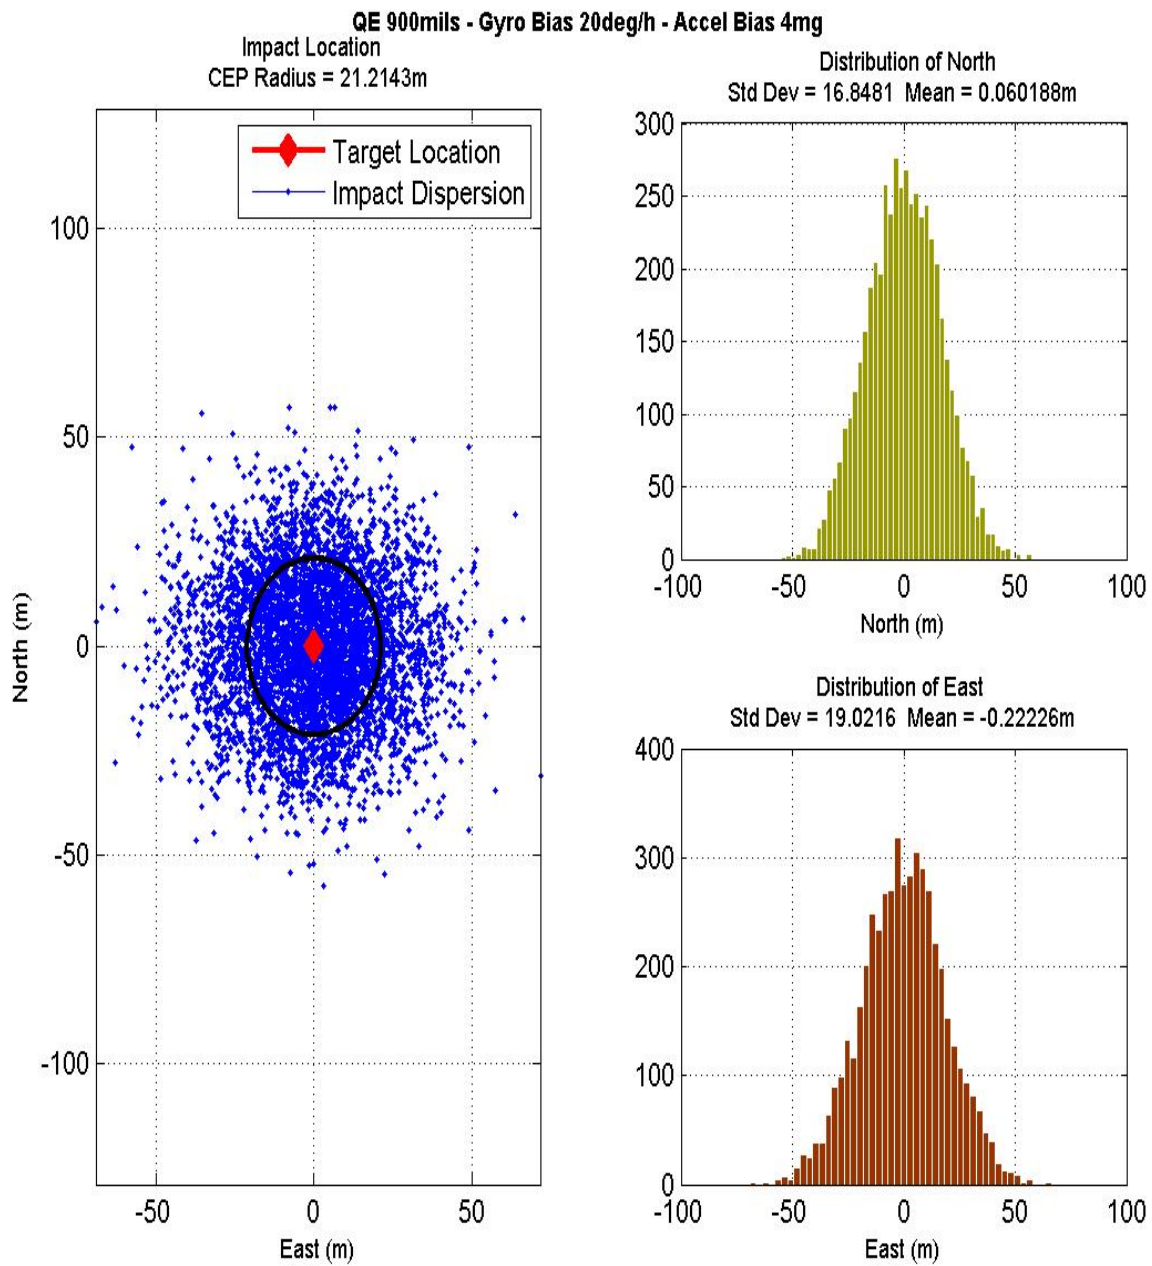 QE 900mils - Gyro Bias 20deg/h - Accel Bias 4mg
Impact Location
CEP Radius = 21.2143m
Target Location
Impact Dispersion
100
50
0
-50
-100
North (m)
-50 0 50
East (m)
Distribution of North
Std Dev = 16.8481 Mean = 0.060188m
300
250
200
150
100
50
0
-100 -50 0 50 100
North (m)
Distribution of East
Std Dev = 19.0216 Mean = -0.22226m
400
300
200
100
0
-100 -50 0 50 100
East (m)